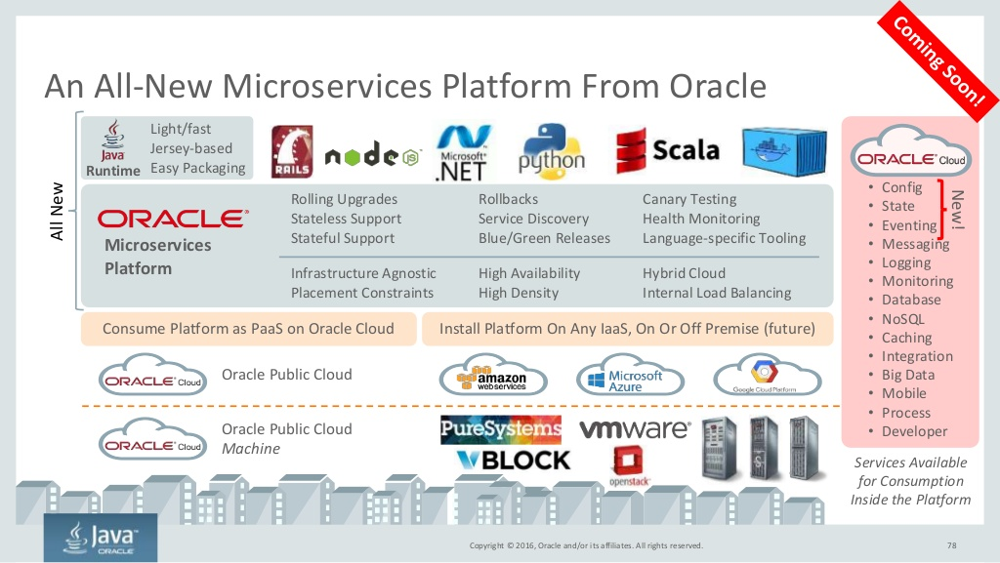 Coming Soon!
An All-New Microservices Platform From Oracle
All New
Java
Runtime
Light/fast
Jersey-based
Easy Packaging
RAILS
node JS
Microsoft
.NET
python
Scala
ORACLE
Microservices
Platform
Rolling Upgrades
Stateless Support
Stateful Support
Rollbacks
Service Discovery
Blue/Green Releases
Canary Testing
Health Monitoring
Language-specific Tooling
Infrastructure Agnostic
Placement Constraints
High Availability
High Density
Hybrid Cloud
Internal Load Balancing
Consume Platform as PaaS on Oracle Cloud
Install Platform On Any IaaS, On Or Off Premise (future)
ORACLE Cloud
Oracle Public Cloud
amazon
webservices
Microsoft
Azure
Google Cloud Platform
ORACLE Cloud
Oracle Public Cloud
Machine
PureSystems
vmware
VBLOCK
openstack
ORACLE Cloud
• Config
• State
• Eventing
New!
• Messaging
• Logging
• Monitoring
• Database
• NoSQL
• Caching
• Integration
• Big Data
• Mobile
• Process
• Developer
Services Available
for Consumption
Inside the Platform
Java
ORACLE
Copyright © 2016, Oracle and/or its affiliates. All rights reserved.
78